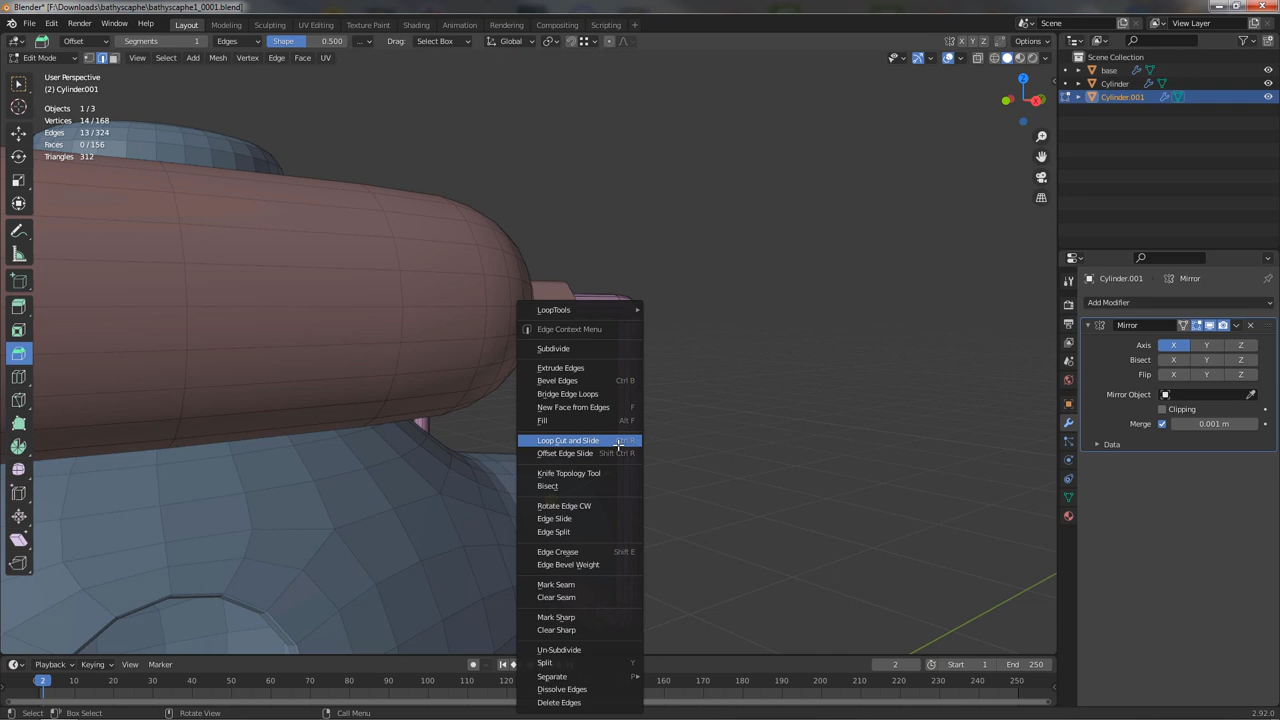 Blender* [F:\Downloads\bathyscaphe\bathyscaphe1_0001.blend]
File Edit Render Window Help Layout Modeling Sculpting UV Editing Texture Paint Shading Animation Rendering Compositing Scripting Scene View Layer
Offset Segments 1 Edges Shape 0.500 ... Drag: Select Box Global X Y Z Options
Edit Mode View Select Add Mesh Vertex Edge Face UV
User Perspective
(2) Cylinder.001
Objects 1 / 3
Vertices 14 / 168
Edges 13 / 324
Faces 0 / 156
Triangles 312
Z
X
Y
Scene Collection
base
Cylinder
Cylinder.001
Cylinder.001 Mirror
Add Modifier
Mirror
Axis X Y Z
Bisect X Y Z
Flip X Y Z
Mirror Object
Clipping
Merge 0.001 m
Data
LoopTools
Edge Context Menu
Subdivide
Extrude Edges
Bevel Edges Ctrl B
Bridge Edge Loops
New Face from Edges F
Fill Alt F
Loop Cut and Slide Ctrl R
Offset Edge Slide Shift Ctrl R
Knife Topology Tool
Bisect
Rotate Edge CW
Edge Slide
Edge Split
Edge Crease Shift E
Edge Bevel Weight
Mark Seam
Clear Seam
Mark Sharp
Clear Sharp
Un-Subdivide
Split Y
Separate P
Dissolve Edges
Delete Edges
Playback Keying View Marker 2 Start 1 End 250
2 10 20 30 40 50 60 70 80 90 100 160 170 180 190 200 210 220 230 240 250
Select Box Select Rotate View Call Menu 2.92.0